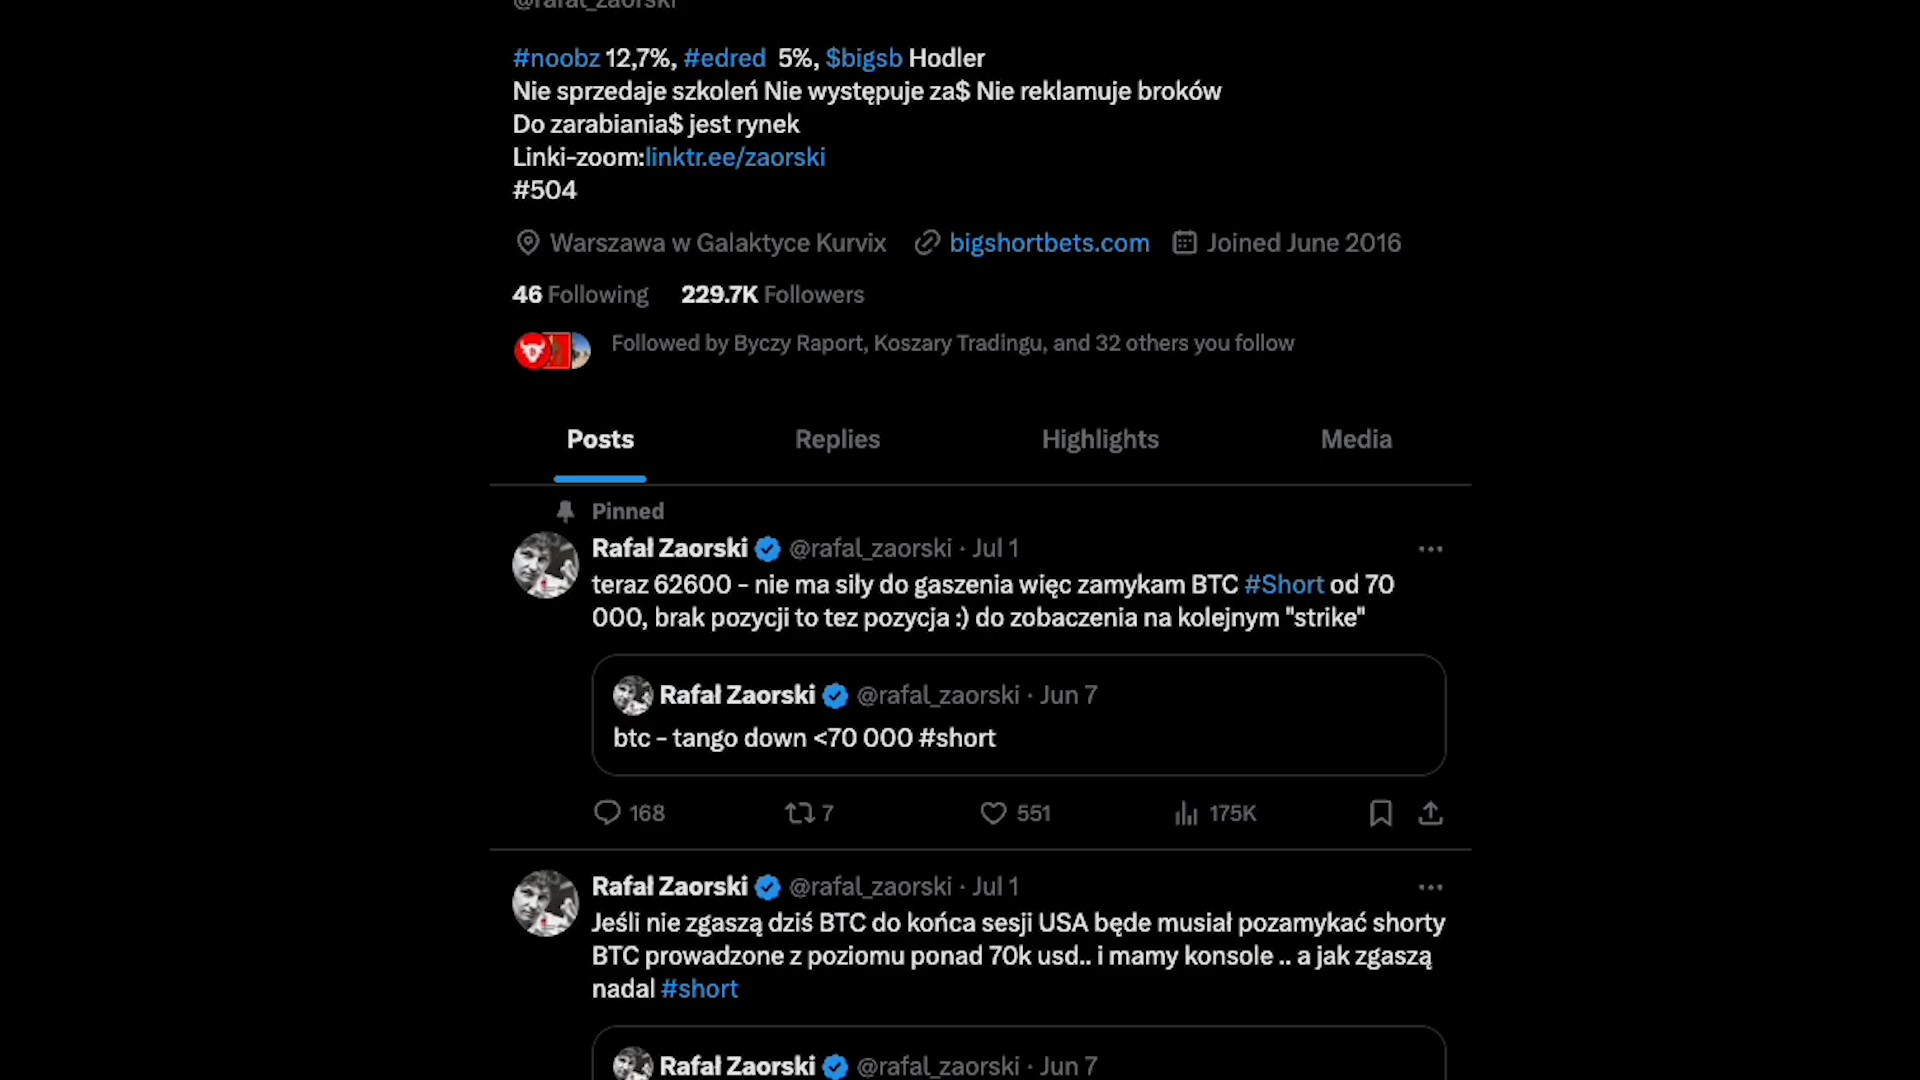 @rafal_zaorski
#noobz 12,7%, #edred 5%, $bigsb Hodler
Nie sprzedaje szkoleń Nie występuje za$ Nie reklamuje broków
Do zarabiania$ jest rynek
Linki-zoom:linktr.ee/zaorski
#504
Warszawa w Galaktyce Kurvix bigshortbets.com Joined June 2016
46 Following 229.7K Followers
Followed by Byczy Raport, Koszary Tradingu, and 32 others you follow
Posts Replies Highlights Media
Pinned
Rafał Zaorski @rafal_zaorski · Jul 1
teraz 62600 - nie ma siły do gaszenia więc zamykam BTC #Short od 70
000, brak pozycji to tez pozycja :) do zobaczenia na kolejnym "strike"
Rafał Zaorski @rafal_zaorski · Jun 7
btc - tango down <70 000 #short
168 7 551 175K
Rafał Zaorski @rafal_zaorski · Jul 1
Jeśli nie zgaszą dziś BTC do końca sesji USA będe musiał pozamykać shorty
BTC prowadzone z poziomu ponad 70k usd.. i mamy konsole .. a jak zgaszą
nadal #short
Rafał Zaorski @rafal_zaorski · Jun 7